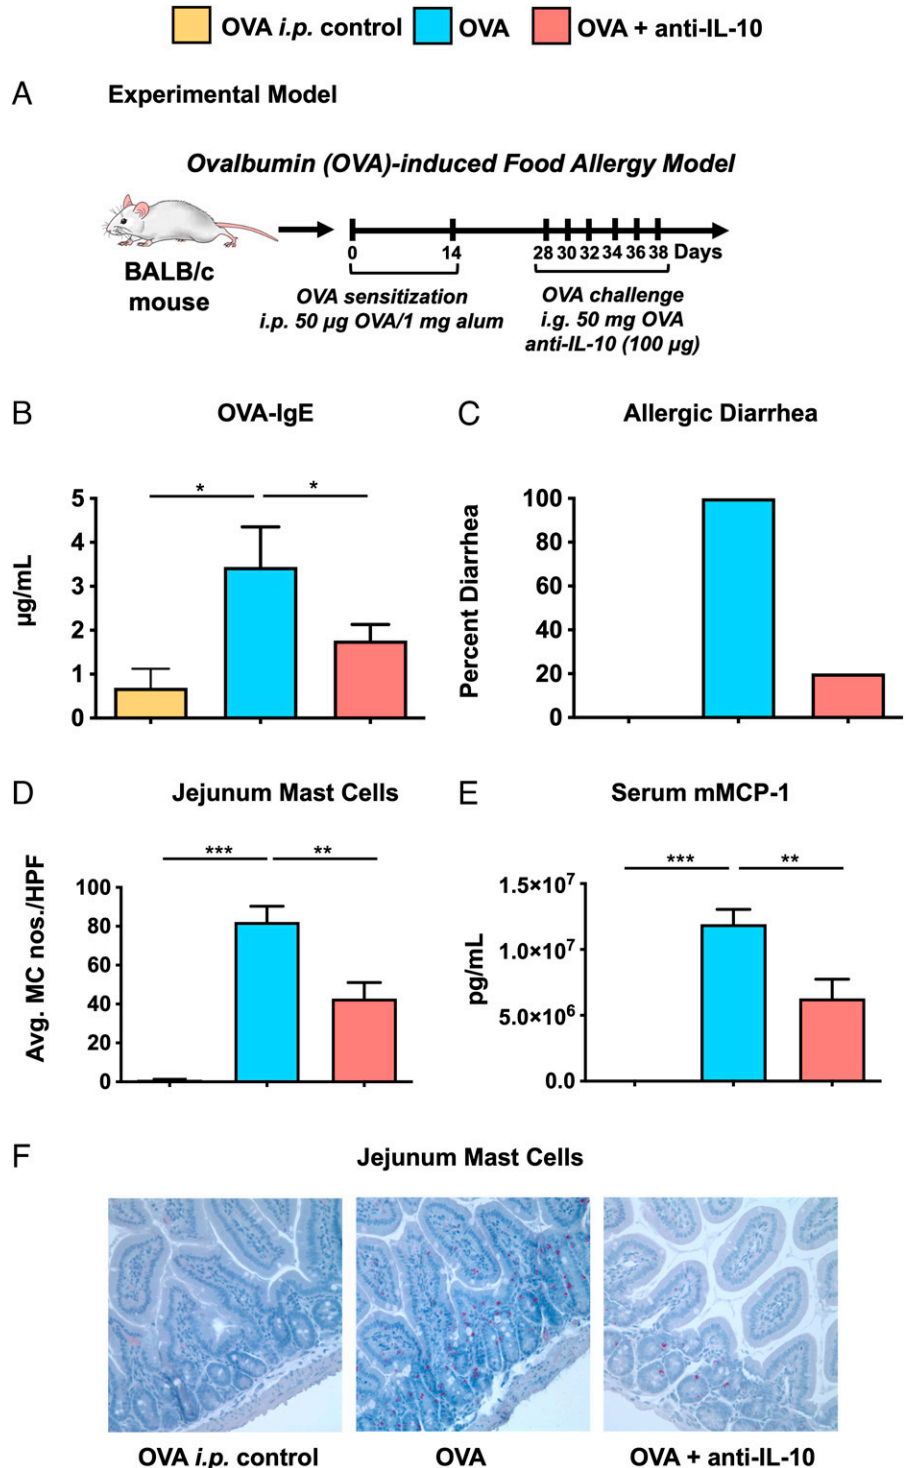 OVA i.p. control OVA OVA + anti-IL-10
A Experimental Model
Ovalbumin (OVA)-induced Food Allergy Model
BALB/c
mouse
0 14 28 30 32 34 36 38 Days
OVA sensitization
i.p. 50 µg OVA/1 mg alum
OVA challenge
i.g. 50 mg OVA
anti-IL-10 (100 µg)
B OVA-IgE
µg/mL
5
4
3
2
1
0
* *
C Allergic Diarrhea
Percent Diarrhea
100
80
60
40
20
0
D Jejunum Mast Cells
Avg. MC nos./HPF
100
80
60
40
20
0
*** **
E Serum mMCP-1
pg/mL
1.5×10⁷
1.0×10⁷
5.0×10⁶
0.0
*** **
F Jejunum Mast Cells
OVA i.p. control OVA OVA + anti-IL-10